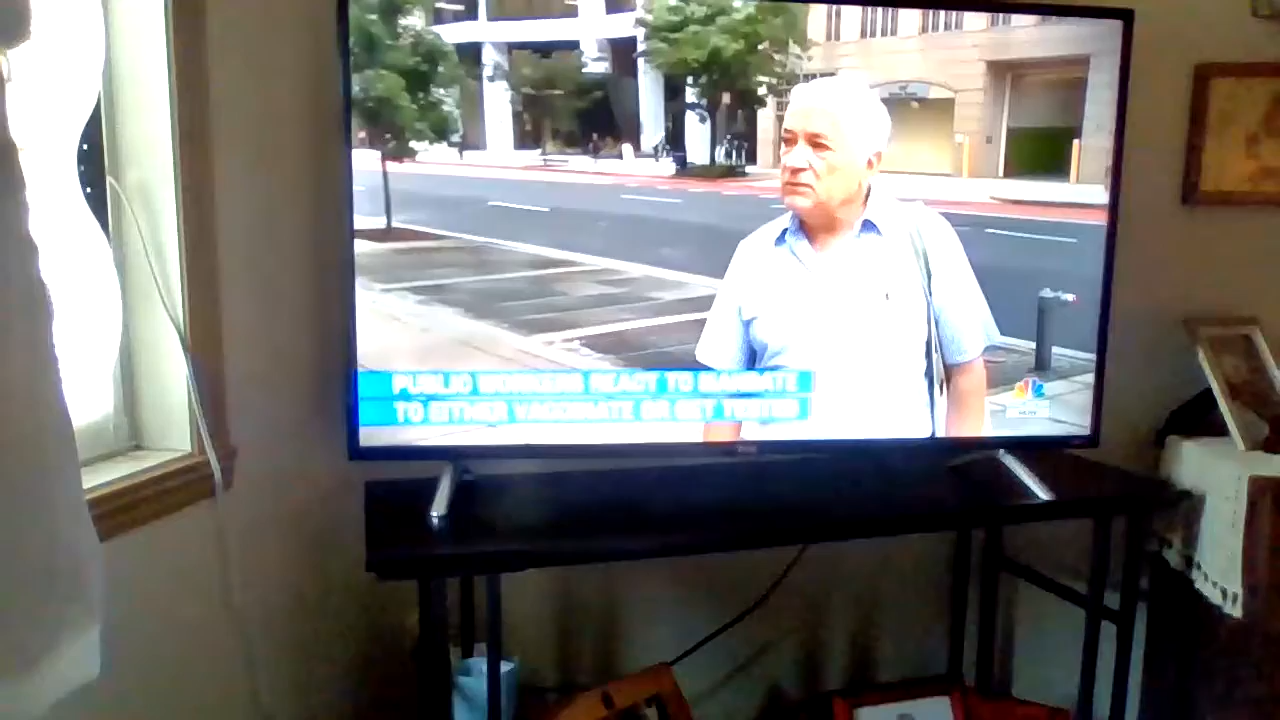 PUBLIC WORKERS REACT TO MANDATE
TO EITHER VACCINATE OR GET TESTED